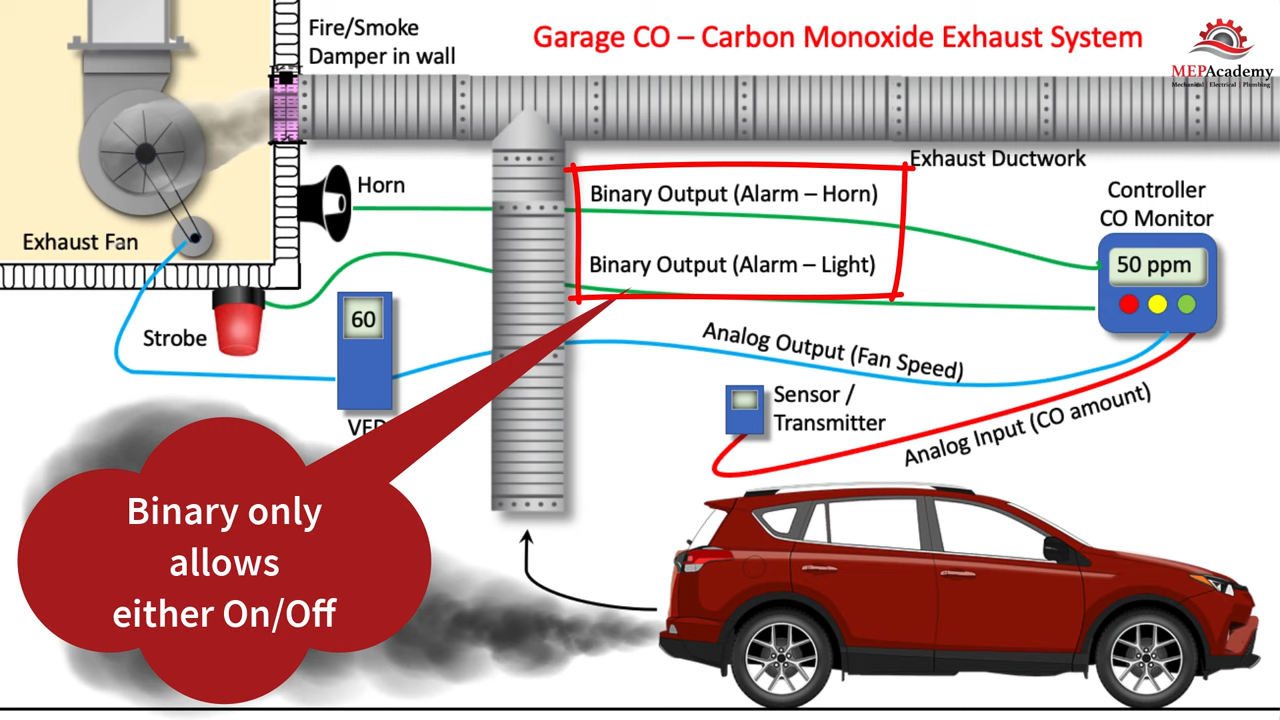 Fire/Smoke
Damper in wall
Garage CO – Carbon Monoxide Exhaust System
MEPAcademy
Mechanical | Electrical | Plumbing
Exhaust Ductwork
Horn
Binary Output (Alarm – Horn)
Controller
CO Monitor
Exhaust Fan
Binary Output (Alarm – Light)
50 ppm
60
Strobe
Analog Output (Fan Speed)
Sensor /
Transmitter
Analog Input (CO amount)
Binary only
allows
either On/Off